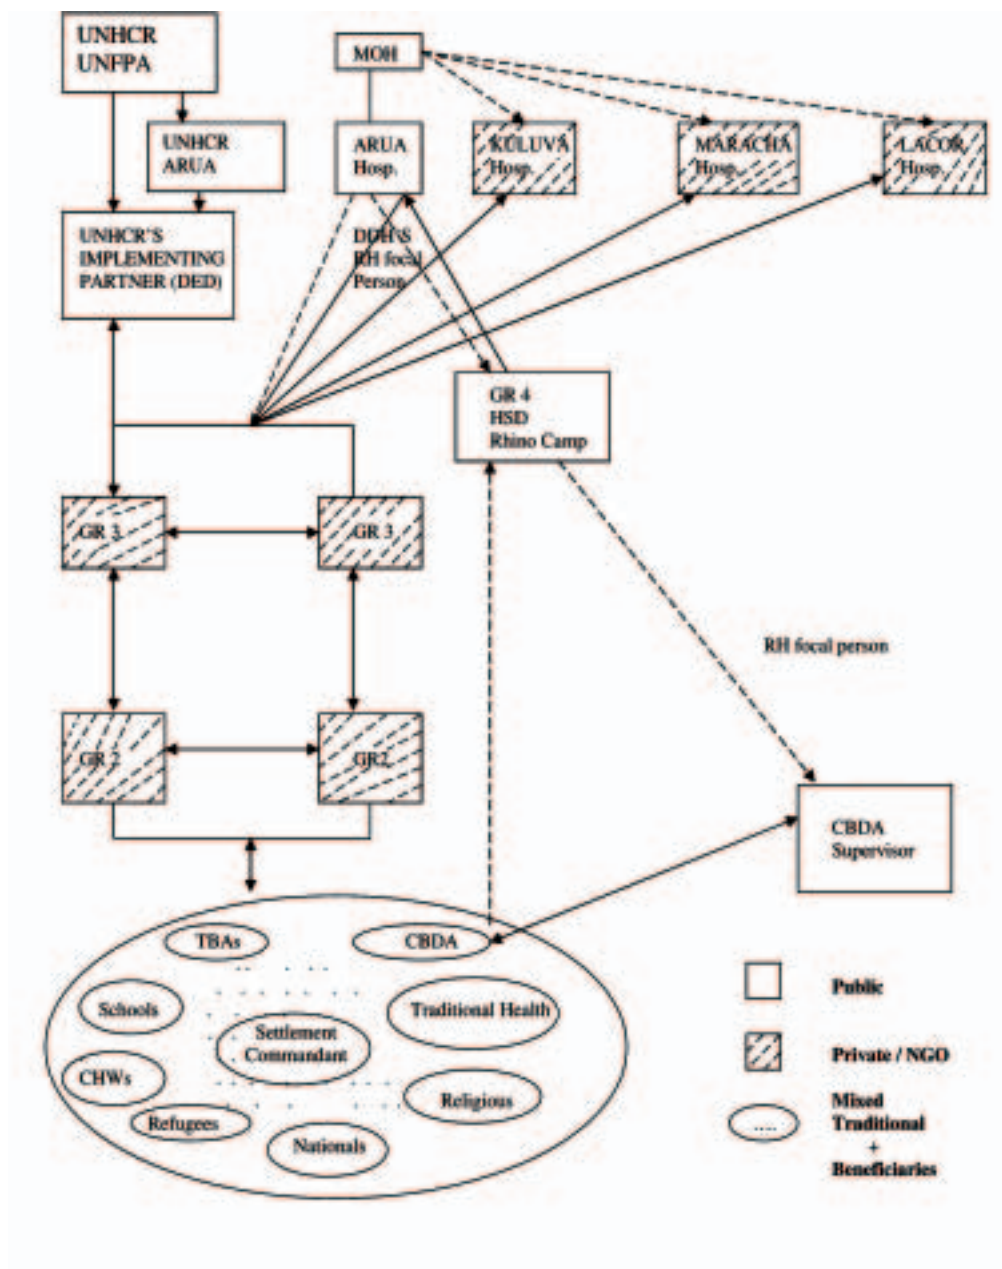 UNHCR
UNFPA
MOH
UNHCR
ARUA
ARUA
Hosp.
KULUVA
Hosp.
MARACHA
Hosp.
LACOR
Hosp.
UNHCR'S
IMPLEMENTING
PARTNER (DED)
DDH'S
RH focal
Person
GR 4
HSD
Rhino Camp
GR 3
GR 3
RH focal person
GR 2
GR2
CBDA
Supervisor
TBAs
CBDA
Schools
Traditional Health
Settlement
Commandant
CHWs
Religious
Refugees
Nationals
Public
Private / NGO
Mixed
Traditional
+
Beneficiaries